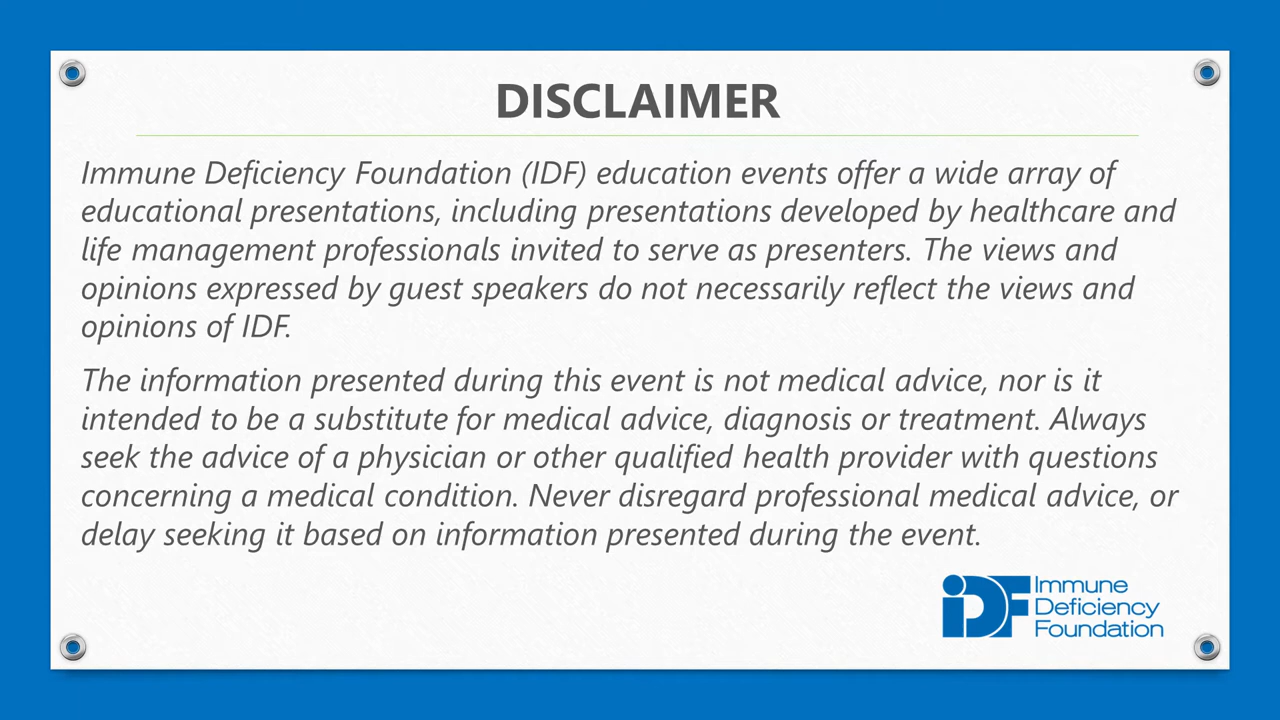 DISCLAIMER
Immune Deficiency Foundation (IDF) education events offer a wide array of
educational presentations, including presentations developed by healthcare and
life management professionals invited to serve as presenters. The views and
opinions expressed by guest speakers do not necessarily reflect the views and
opinions of IDF.
The information presented during this event is not medical advice, nor is it
intended to be a substitute for medical advice, diagnosis or treatment. Always
seek the advice of a physician or other qualified health provider with questions
concerning a medical condition. Never disregard professional medical advice, or
delay seeking it based on information presented during the event.
iDF Immune
Deficiency
Foundation